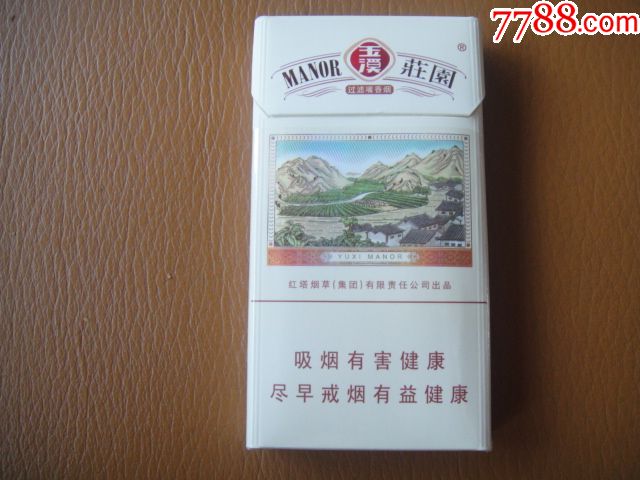 7788.com
MANOR 玉溪 莊園®
过滤嘴香烟
YUXI MANOR
红塔烟草(集团)有限责任公司出品
吸烟有害健康
尽早戒烟有益健康